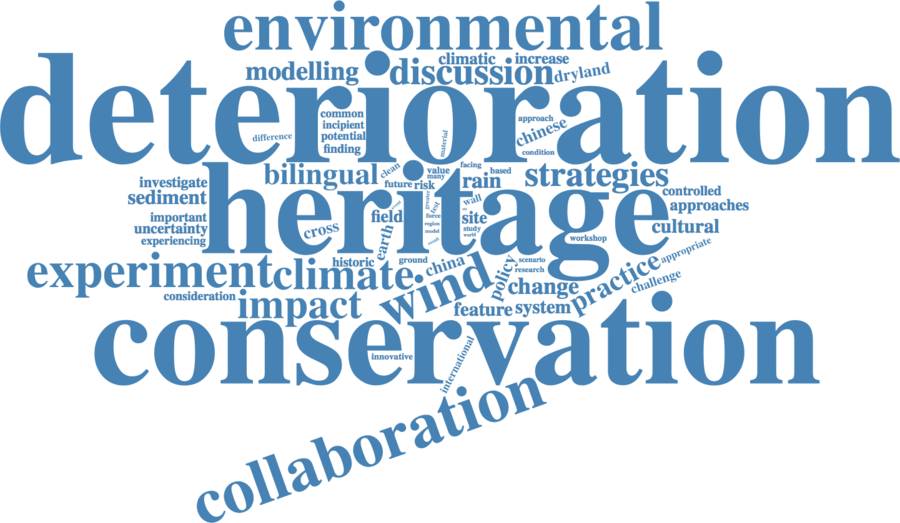 environmental
climatic
increase
modelling
discussion
dryland
deterioration
common
incipient
potential
finding
difference
material
approach
chinese
condition
heritage
bilingual
clean
future
risk
value
many
facing
rain
based
strategies
investigate
sediment
important
uncertainty
experiencing
controlled
approaches
cultural
cross
field
earth
greater
test
force
region
model
wall
site
study
world
workshop
historic
ground
china
policy
scenario
research
appropriate
challenge
experiment
climate
wind
change
practice
consideration
impact
feature
system
conservation
innovative
international
collaboration